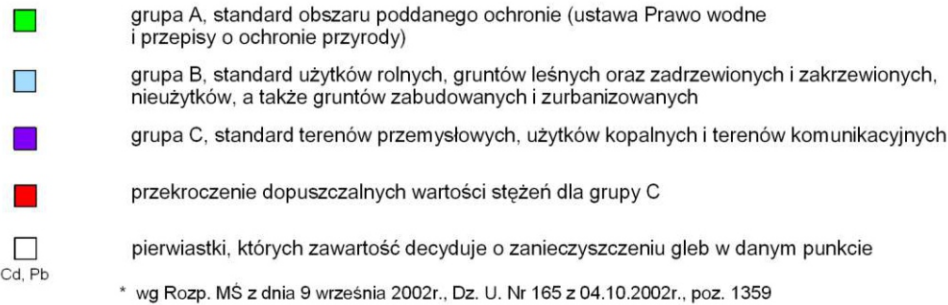 grupa A, standard obszaru poddanego ochronie (ustawa Prawo wodne
i przepisy o ochronie przyrody)
grupa B, standard użytków rolnych, gruntów leśnych oraz zadrzewionych i zakrzewionych,
nieużytków, a także gruntów zabudowanych i zurbanizowanych
grupa C, standard terenów przemysłowych, użytków kopalnych i terenów komunikacyjnych
przekroczenie dopuszczalnych wartości stężeń dla grupy C
pierwiastki, których zawartość decyduje o zanieczyszczeniu gleb w danym punkcie
Cd, Pb
* wg Rozp. MŚ z dnia 9 września 2002r., Dz. U. Nr 165 z 04.10.2002r., poz. 1359